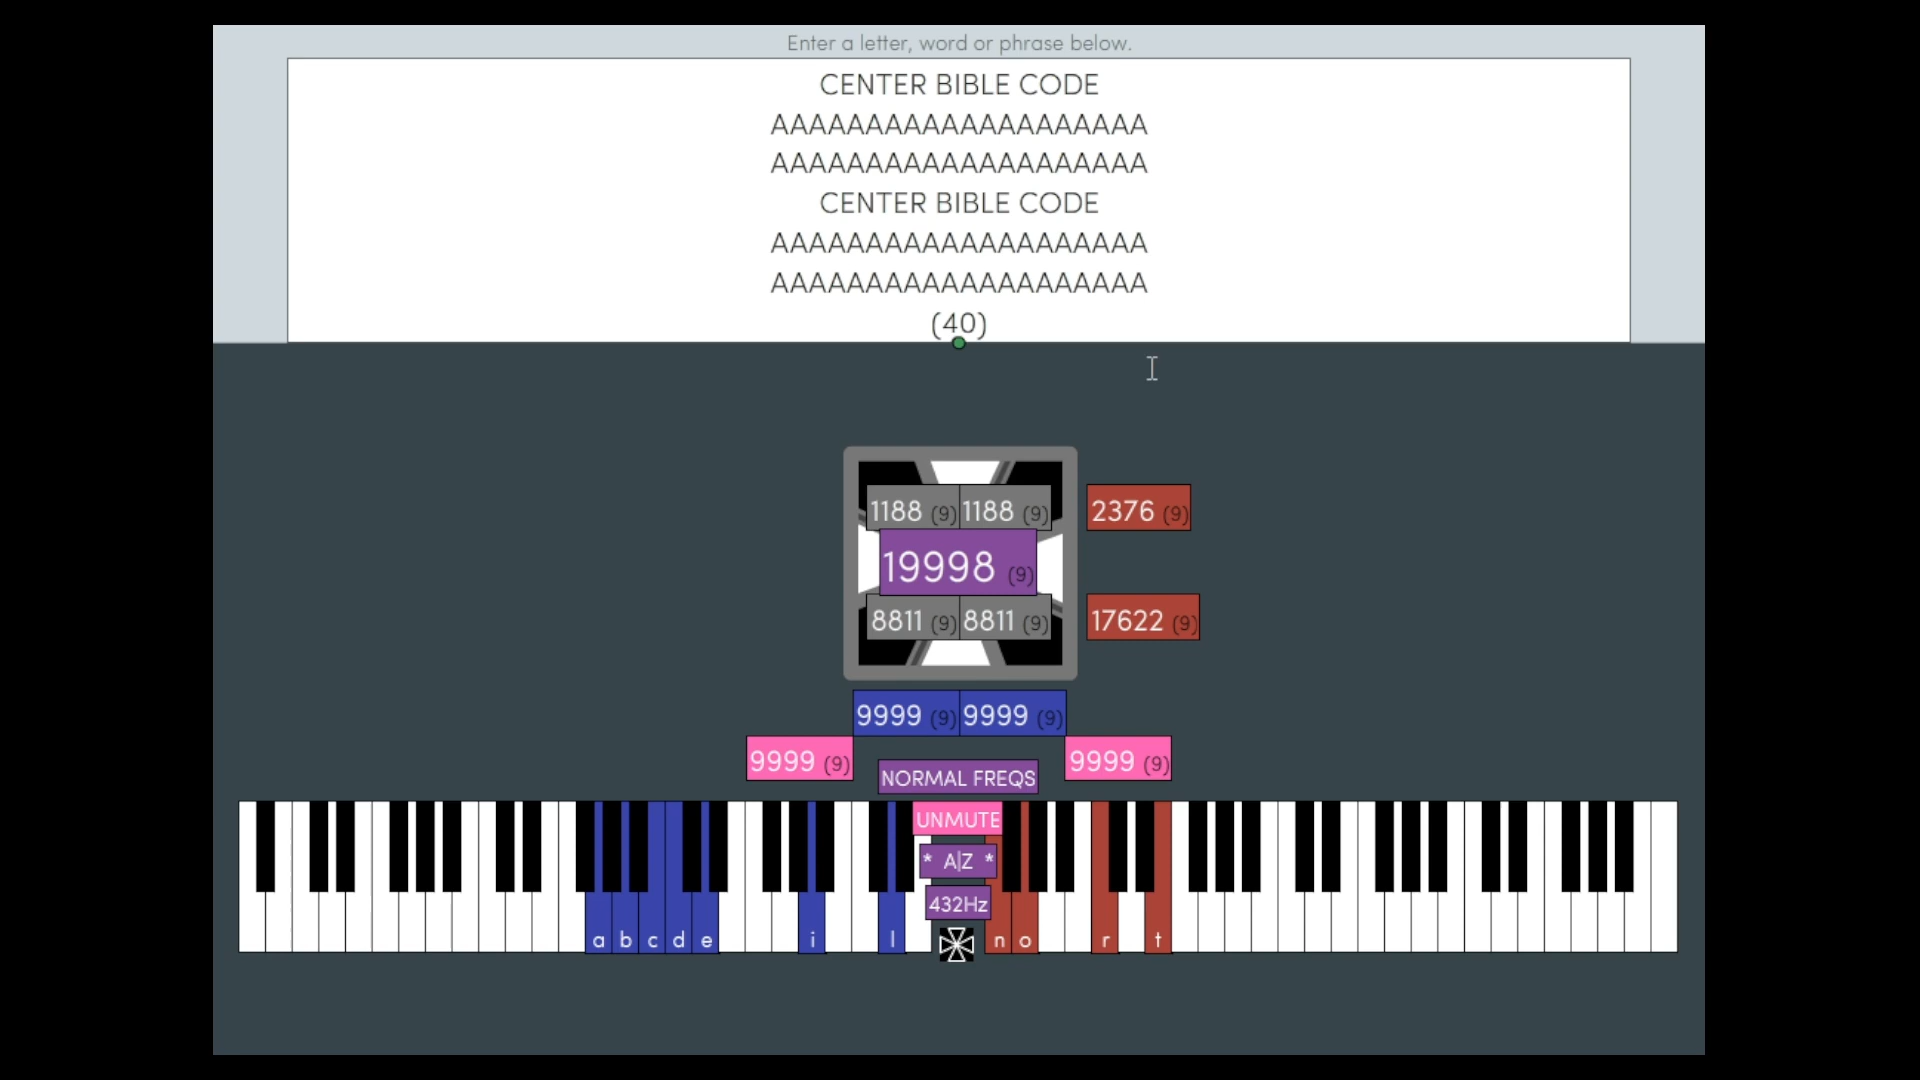 Enter a letter, word or phrase below.
CENTER BIBLE CODE
AAAAAAAAAAAAAAAAAAAA
AAAAAAAAAAAAAAAAAAAA
CENTER BIBLE CODE
AAAAAAAAAAAAAAAAAAAA
AAAAAAAAAAAAAAAAAAAA
(40)
1188 (9) 1188 (9) 2376 (9)
19998 (9)
8811 (9) 8811 (9) 17622 (9)
9999 (9) 9999 (9)
9999 (9) 9999 (9)
NORMAL FREQS
UNMUTE
* A|Z *
432Hz
a b c d e i l n o r t